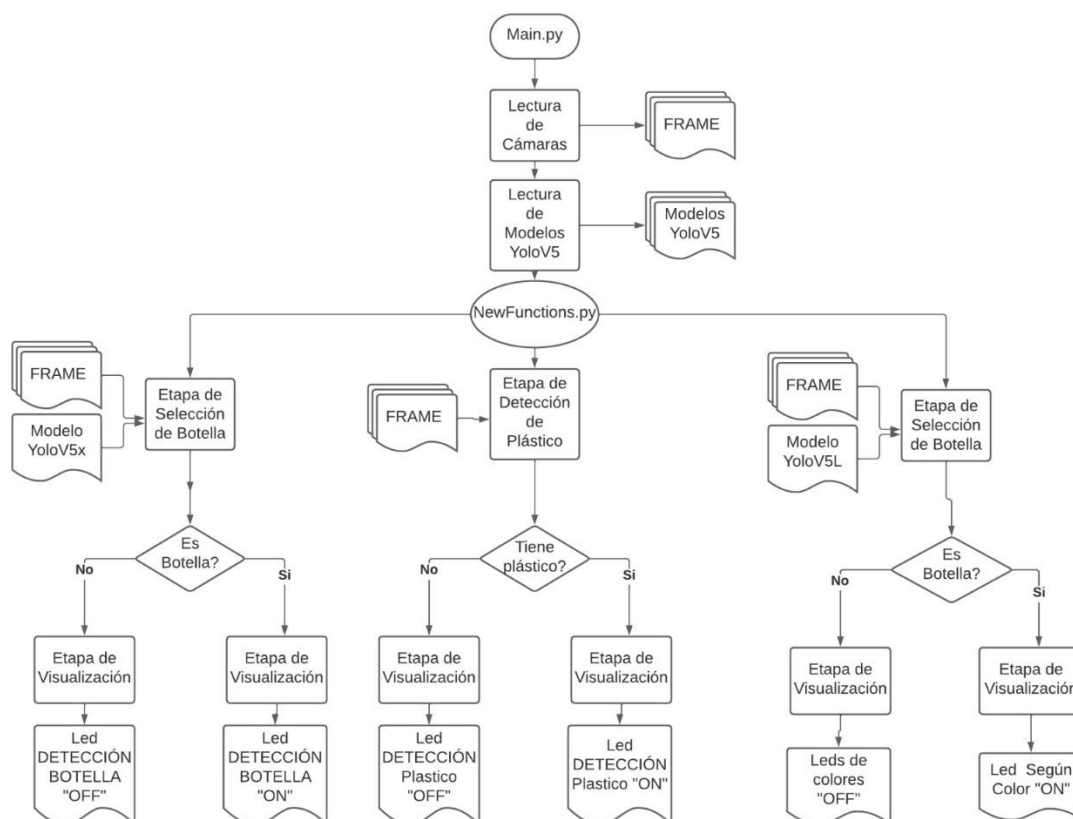 Main.py
Lectura
de
Cámaras
FRAME
Lectura
de
Modelos
YoloV5
Modelos
YoloV5
NewFunctions.py
FRAME
Modelo
YoloV5x
Etapa de
Selección
de Botella
FRAME
Etapa de
Detección
de
Plástico
FRAME
Modelo
YoloV5L
Etapa de
Selección
de Botella
Es
Botella?
No
Si
Tiene
plástico?
No
Si
Es
Botella?
No
Si
Etapa de
Visualización
Etapa de
Visualización
Etapa de
Visualización
Etapa de
Visualización
Etapa de
Visualización
Etapa de
Visualización
Led
DETECCIÓN
BOTELLA
"OFF"
Led
DETECCIÓN
BOTELLA
"ON"
Led
DETECCIÓN
Plastico
"OFF"
Led
DETECCIÓN
Plastico "ON"
Leds de
colores
"OFF"
Led Según
Color "ON"